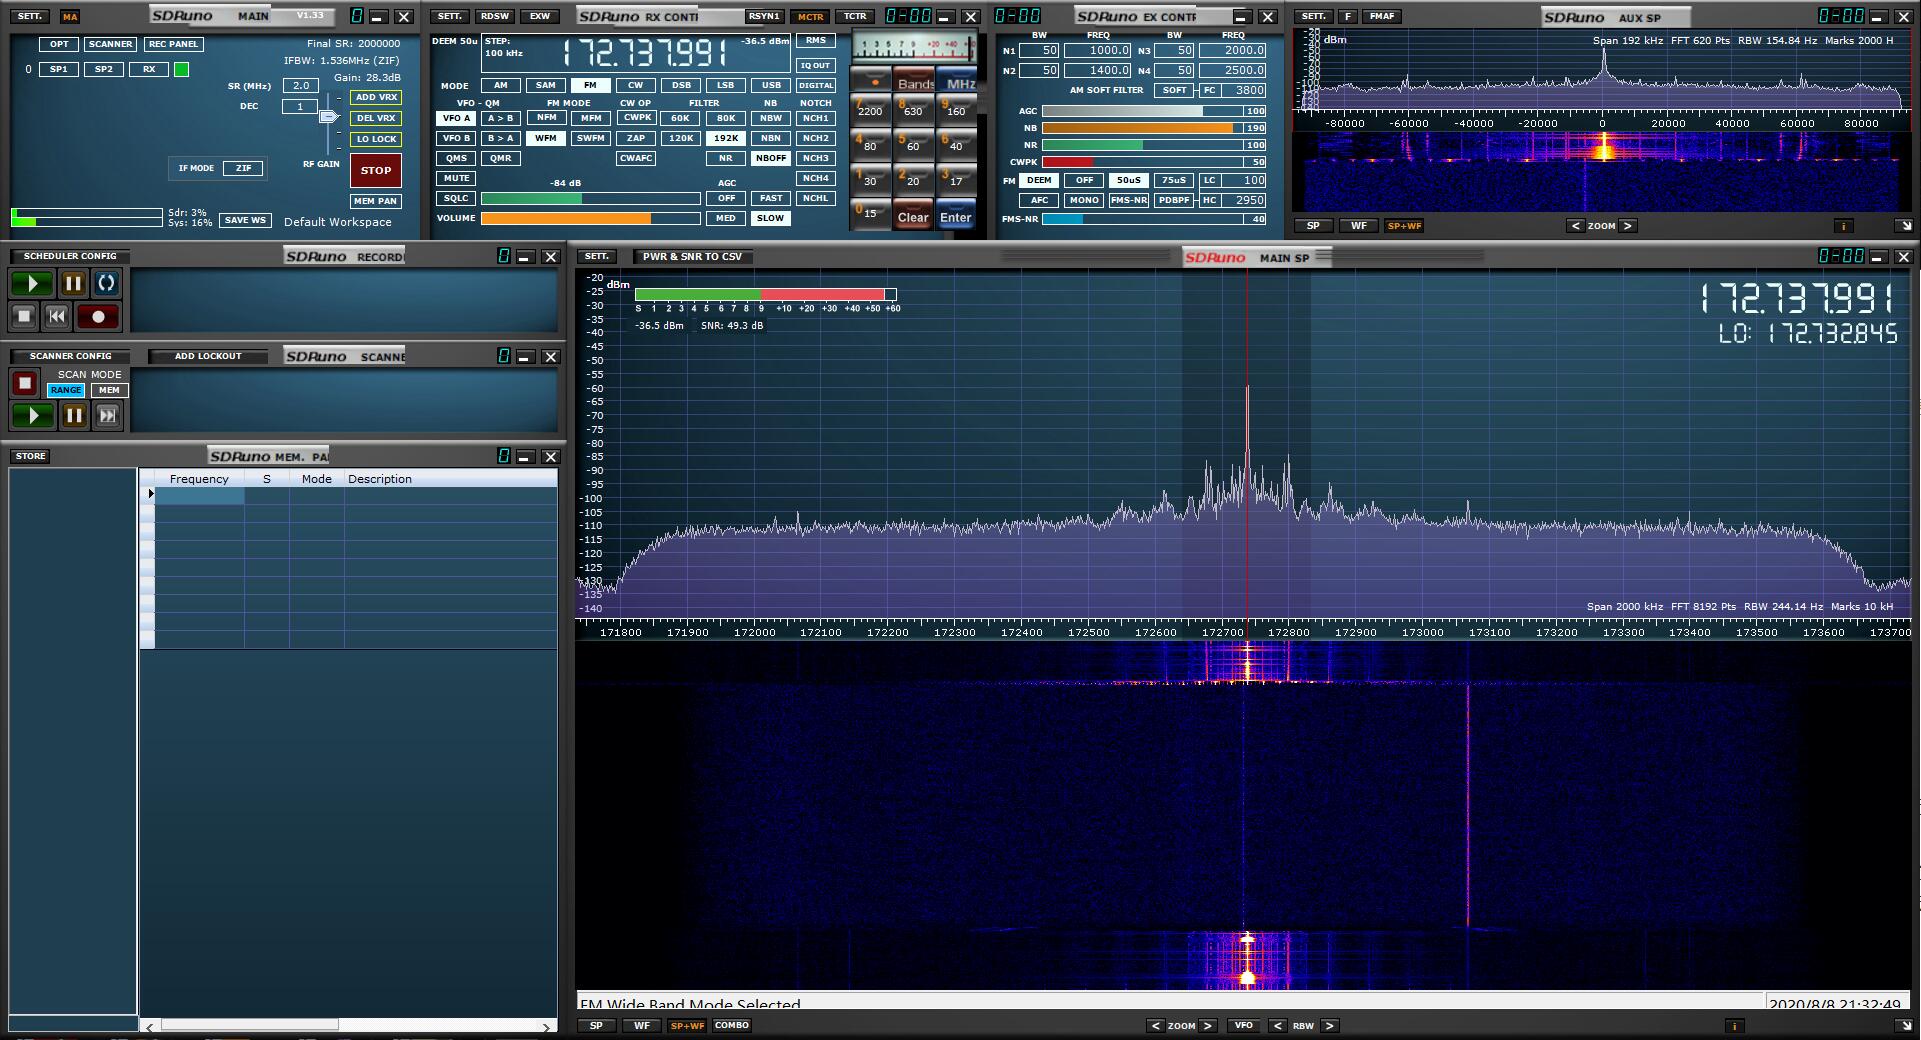 SETT. MA SDRuno MAIN V1.33
OPT SCANNER REC PANEL Final SR: 2000000
IFBW: 1.536MHz (ZIF)
0 SP1 SP2 RX Gain: 28.3dB
SR (MHz) 2.0
DEC 1 ADD VRX
DEL VRX
LO LOCK
RF GAIN
IF MODE ZIF STOP
MEM PAN
Sdr: 3%
Sys: 16% SAVE WS Default Workspace
SETT. RDSW EXW SDRuno RX CONTR RSYN1 MCTR TCTR 0-00
DEEM 50u STEP: 172.737.991 -36.5 dBm RMS
100 kHz IQ OUT
MODE AM SAM FM CW DSB LSB USB DIGITAL
VFO - QM FM MODE CW OP FILTER NB NOTCH
VFO A A > B NFM MFM CWPK 60K 80K NBW NCH1
VFO B B > A WFM SWFM ZAP 120K 192K NBN NCH2
QMS QMR CWAFC NR NBOFF NCH3
MUTE -84 dB AGC NCH4
SQLC OFF FAST NCHL
VOLUME MED SLOW
1 3 5 7 9 +20 +40
Bands MHz
7 2200 8 630 9 160
4 80 5 60 6 40
1 30 2 20 3 17
0 15 Clear Enter
0-00 SDRuno EX CONTR
BW FREQ BW FREQ
N1 50 1000.0 N3 50 2000.0
N2 50 1400.0 N4 50 2500.0
AM SOFT FILTER SOFT FC 3800
AGC 100
NB 190
NR 100
CWPK 50
FM DEEM OFF 50uS 75uS LC 100
AFC MONO FMS-NR PDBPF HC 2950
FMS-NR 40
SETT. F FMAF SDRuno AUX SP 0-00
dBm Span 192 kHz FFT 620 Pts RBW 154.84 Hz Marks 2000 H
-80000 -60000 -40000 -20000 0 20000 40000 60000 80000
SP WF SP+WF < ZOOM > i
SCHEDULER CONFIG SDRuno RECORD
SCANNER CONFIG ADD LOCKOUT SDRuno SCANNE
SCAN MODE
RANGE MEM
STORE SDRuno MEM. PA
Frequency S Mode Description
SETT. PWR & SNR TO CSV SDRuno MAIN SP 0-00
dBm
S 1 2 3 4 5 6 7 8 9 +10 +20 +30 +40 +50 +60
-36.5 dBm SNR: 49.3 dB
172.737.991
LO: 172.732.845
-20
-25
-30
-35
-40
-45
-50
-55
-60
-65
-70
-75
-80
-85
-90
-95
-100
-105
-110
-115
-120
-125
-130
-135
-140
Span 2000 kHz FFT 8192 Pts RBW 244.14 Hz Marks 10 kH
171800 171900 172000 172100 172200 172300 172400 172500 172600 172700 172800 172900 173000 173100 173200 173300 173400 173500 173600 173700
FM Wide Band Mode Selected 2020/8/8 21:32:49
SP WF SP+WF COMBO < ZOOM > VFO < RBW > i